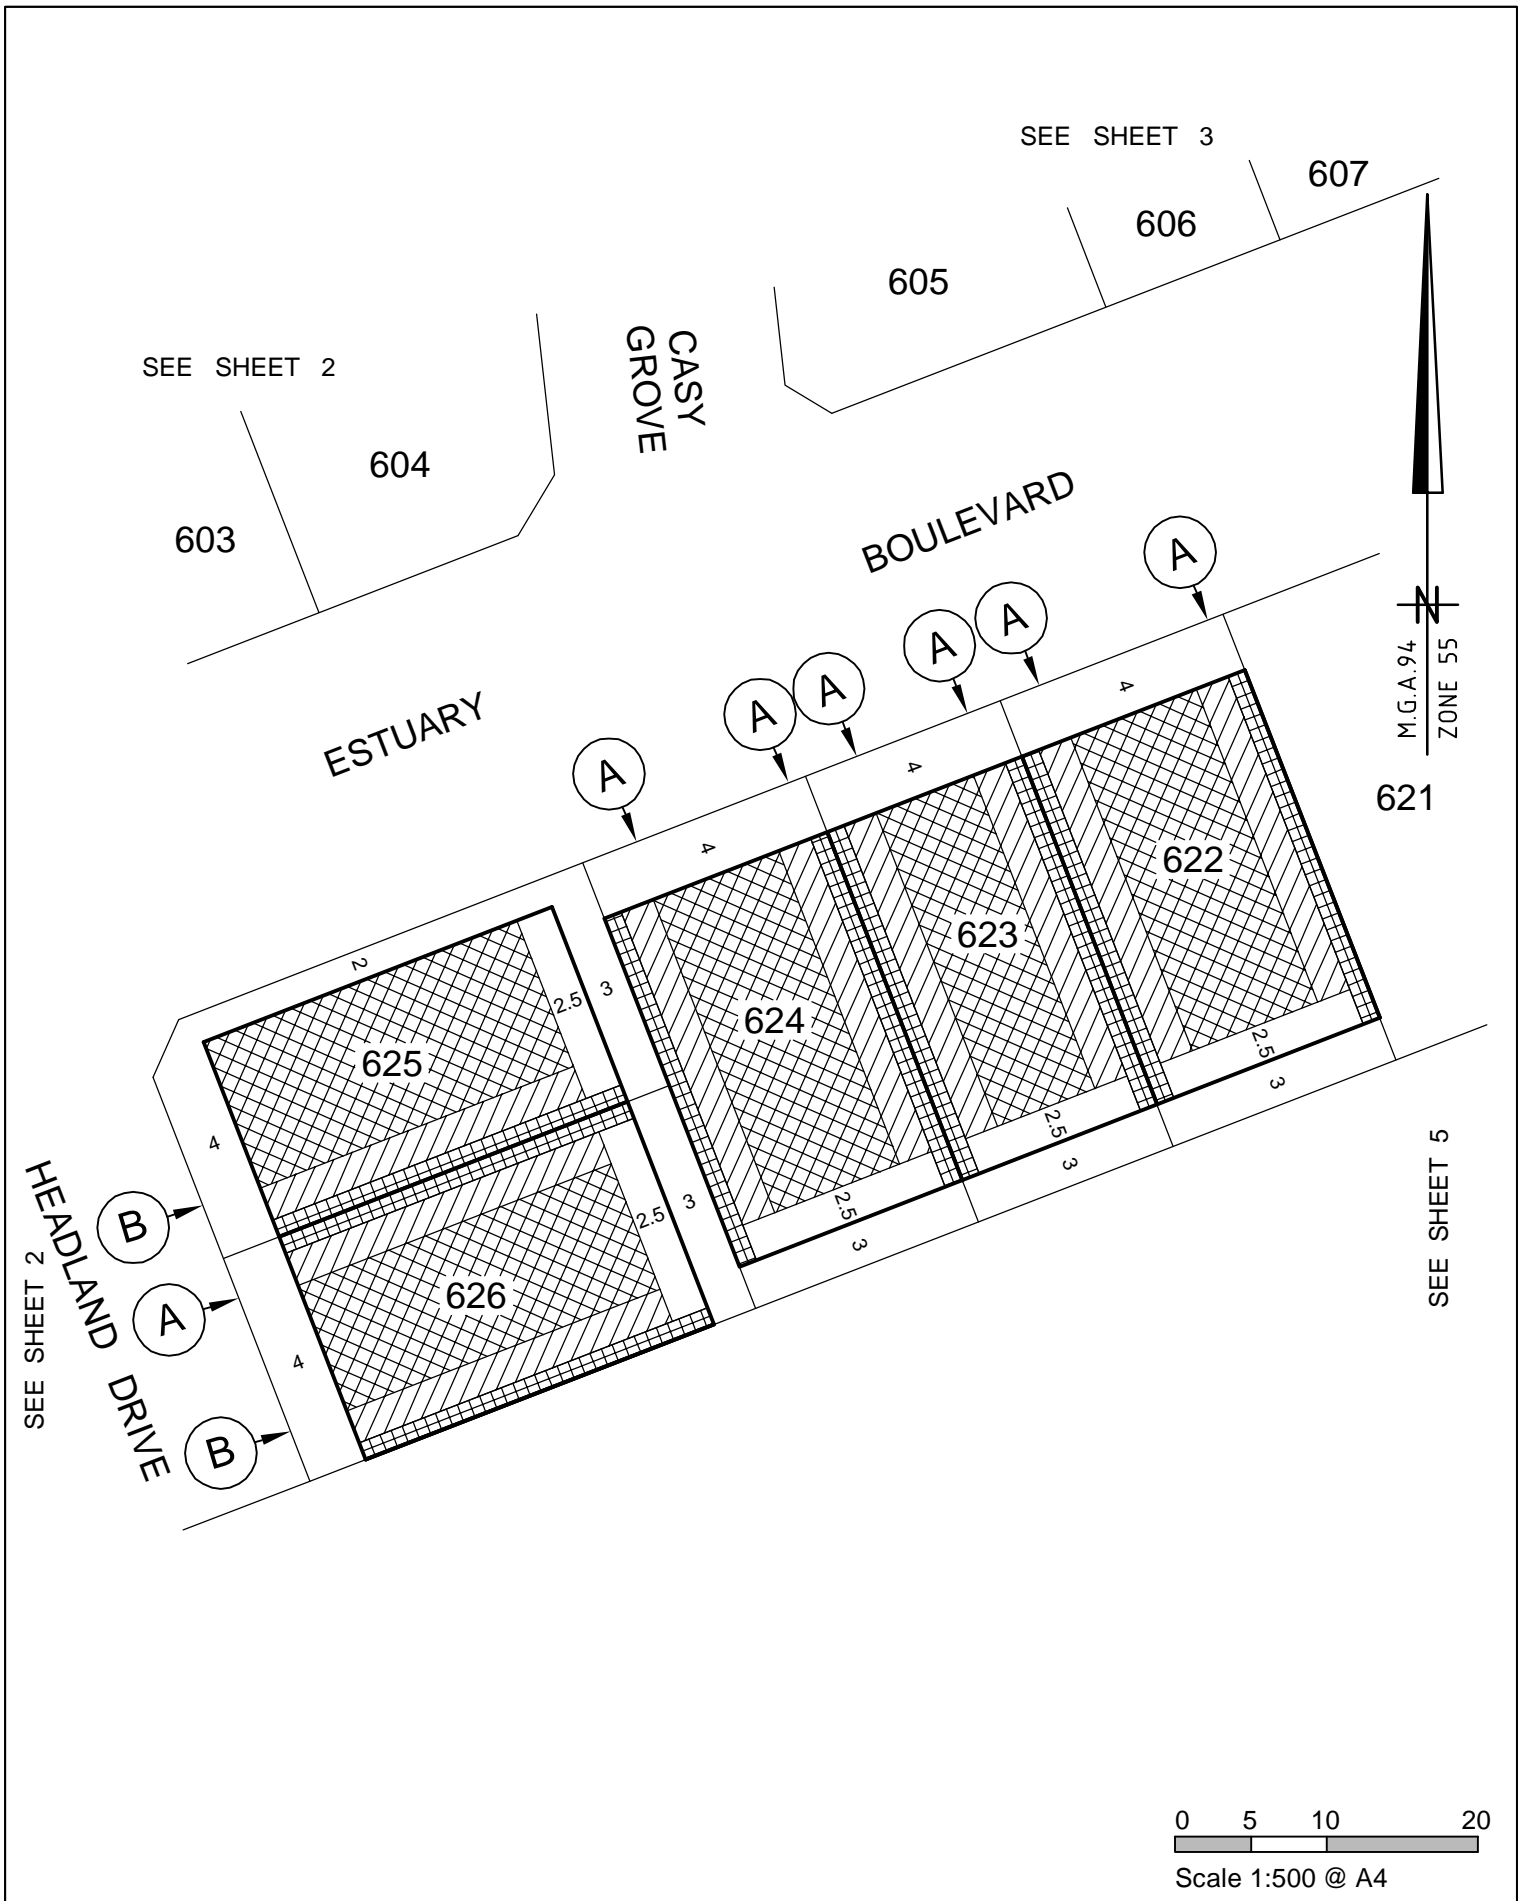 SEE SHEET 3
607
606
605
SEE SHEET 2
CASY
GROVE
604
603
BOULEVARD
ESTUARY
A
A
A
A
A
A
M.G.A.94
N
ZONE 55
621
4
4
4
622
623
624
2
2.5
3
625
2.5
3
2.5
3
2.5
3
4
B
HEADLAND DRIVE
SEE SHEET 2
A
4
B
626
2.5
3
SEE SHEET 5
0 5 10 20
Scale 1:500 @ A4